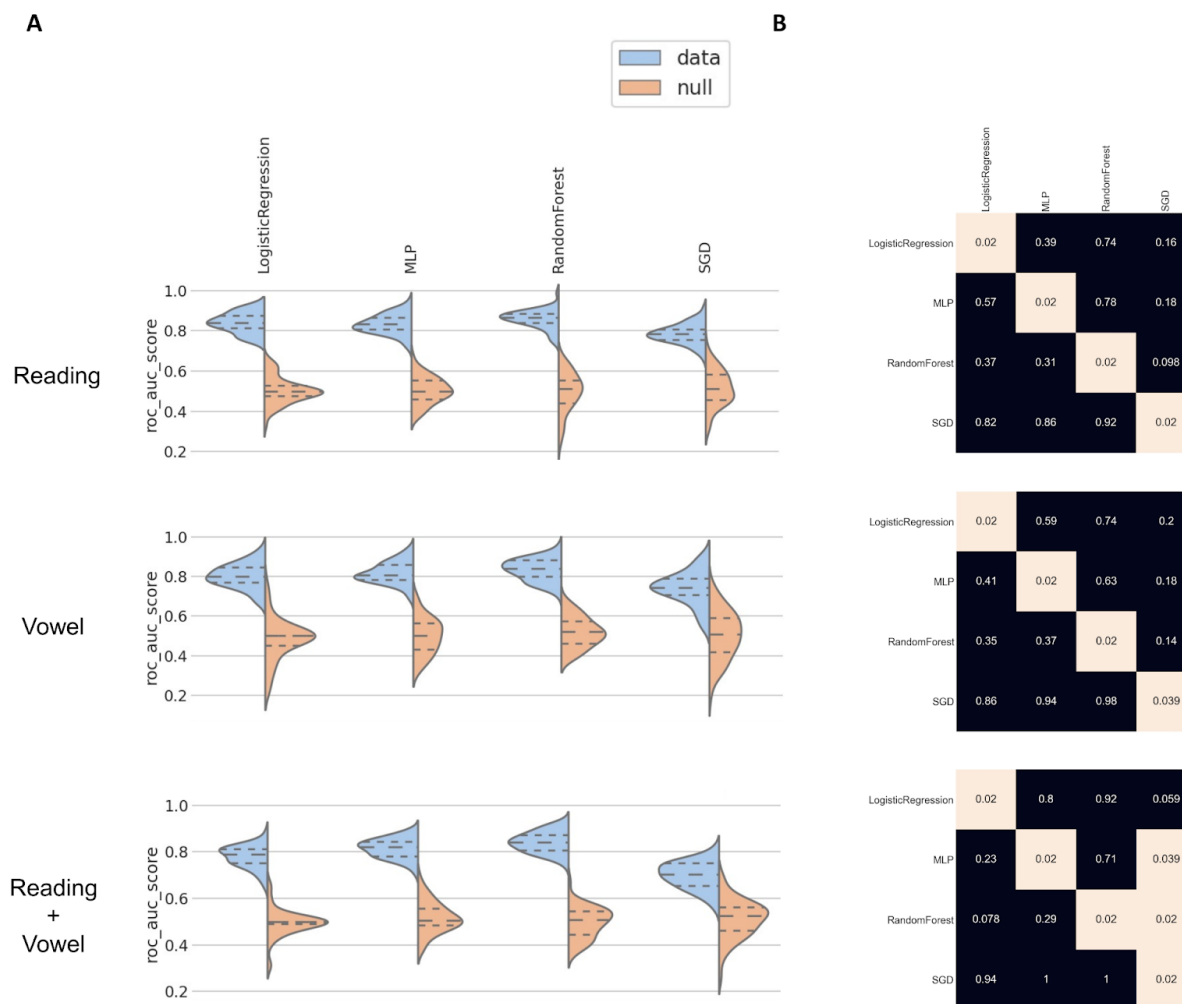 A
B
data
null
LogisticRegression
MLP
RandomForest
SGD
Reading
roc_auc_score
1.0
0.8
0.6
0.4
0.2
LogisticRegression
MLP
RandomForest
SGD
LogisticRegression 0.02 0.39 0.74 0.16
MLP 0.57 0.02 0.78 0.18
RandomForest 0.37 0.31 0.02 0.098
SGD 0.82 0.86 0.92 0.02
Vowel
roc_auc_score
1.0
0.8
0.6
0.4
0.2
LogisticRegression 0.02 0.59 0.74 0.2
MLP 0.41 0.02 0.63 0.18
RandomForest 0.35 0.37 0.02 0.14
SGD 0.86 0.94 0.98 0.039
Reading
+
Vowel
roc_auc_score
1.0
0.8
0.6
0.4
0.2
LogisticRegression 0.02 0.8 0.92 0.059
MLP 0.23 0.02 0.71 0.039
RandomForest 0.078 0.29 0.02 0.02
SGD 0.94 1 1 0.02